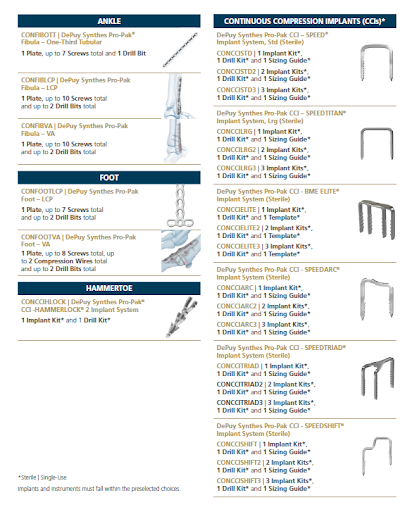 ANKLE
CONFIBOTT | DePuy Synthes Pro-Pak®
Fibula – One-Third Tubular
1 Plate, up to 7 Screws total and 1 Drill Bit
CONFIBLCP | DePuy Synthes Pro-Pak
Fibula – LCP
1 Plate, up to 10 Screws total
and up to 2 Drill Bits total
CONFIBVA | DePuy Synthes Pro-Pak
Fibula – VA
1 Plate, up to 10 Screws total
and up to 2 Drill Bits total
FOOT
CONFOOTLCP | DePuy Synthes Pro-Pak
Foot – LCP
1 Plate, up to 7 Screws total
and up to 2 Drill Bits total
CONFOOTVA | DePuy Synthes Pro-Pak
Foot – VA
1 Plate, up to 8 Screws total, up
to 2 Compression Wires total
and up to 2 Drill Bits total
HAMMERTOE
CONCCIHLOCK | DePuy Synthes Pro-Pak®
CCI -HAMMERLOCK® 2 Implant System
1 Implant Kit* and 1 Drill Kit*
*Sterile | Single-Use
Implants and instruments must fall within the preselected choices.
CONTINUOUS COMPRESSION IMPLANTS (CCIs)*
DePuy Synthes Pro-Pak CCI – SPEED®
Implant System, Std (Sterile)
CONCCISTD | 1 Implant Kit*,
1 Drill Kit* and 1 Sizing Guide*
CONCCISTD2 | 2 Implant Kits*,
1 Drill Kit* and 1 Sizing Guide*
CONCCISTD3 | 3 Implant Kits*,
1 Drill Kit* and 1 Sizing Guide*
DePuy Synthes Pro-Pak CCI – SPEEDTITAN®
Implant System, Lrg (Sterile)
CONCCILRG | 1 Implant Kit*,
1 Drill Kit* and 1 Sizing Guide*
CONCCILRG2 | 2 Implant Kits*,
1 Drill Kit* and 1 Sizing Guide*
CONCCILRG3 | 3 Implant Kits*,
1 Drill Kit* and 1 Sizing Guide*
DePuy Synthes Pro-Pak CCI - BME ELITE®
Implant System (Sterile)
CONCCIELITE | 1 Implant Kit*,
1 Drill Kit* and 1 Template*
CONCCIELITE2 | 2 Implant Kits*,
1 Drill Kit* and 1 Template*
CONCCIELITE3 | 3 Implant Kits*,
1 Drill Kit* and 1 Template*
DePuy Synthes Pro-Pak CCI - SPEEDARC®
Implant System (Sterile)
CONCCIARC | 1 Implant Kit*,
1 Drill Kit* and 1 Sizing Guide*
CONCCIARC2 | 2 Implant Kits*,
1 Drill Kit* and 1 Sizing Guide*
CONCCIARC3 | 3 Implant Kits*,
1 Drill Kit* and 1 Sizing Guide*
DePuy Synthes Pro-Pak CCI - SPEEDTRIAD®
Implant System (Sterile)
CONCCITRIAD | 1 Implant Kit*,
1 Drill Kit* and 1 Sizing Guide*
CONCCITRIAD2 | 2 Implant Kits*,
1 Drill Kit* and 1 Sizing Guide*
CONCCITRIAD3 | 3 Implant Kits*,
1 Drill Kit* and 1 Sizing Guide*
DePuy Synthes Pro-Pak CCI - SPEEDSHIFT®
Implant System (Sterile)
CONCCISHIFT | 1 Implant Kit*,
1 Drill Kit* and 1 Sizing Guide*
CONCCISHIFT2 | 2 Implant Kits*,
1 Drill Kit* and 1 Sizing Guide*
CONCCISHIFT3 | 3 Implant Kits*,
1 Drill Kit* and 1 Sizing Guide*